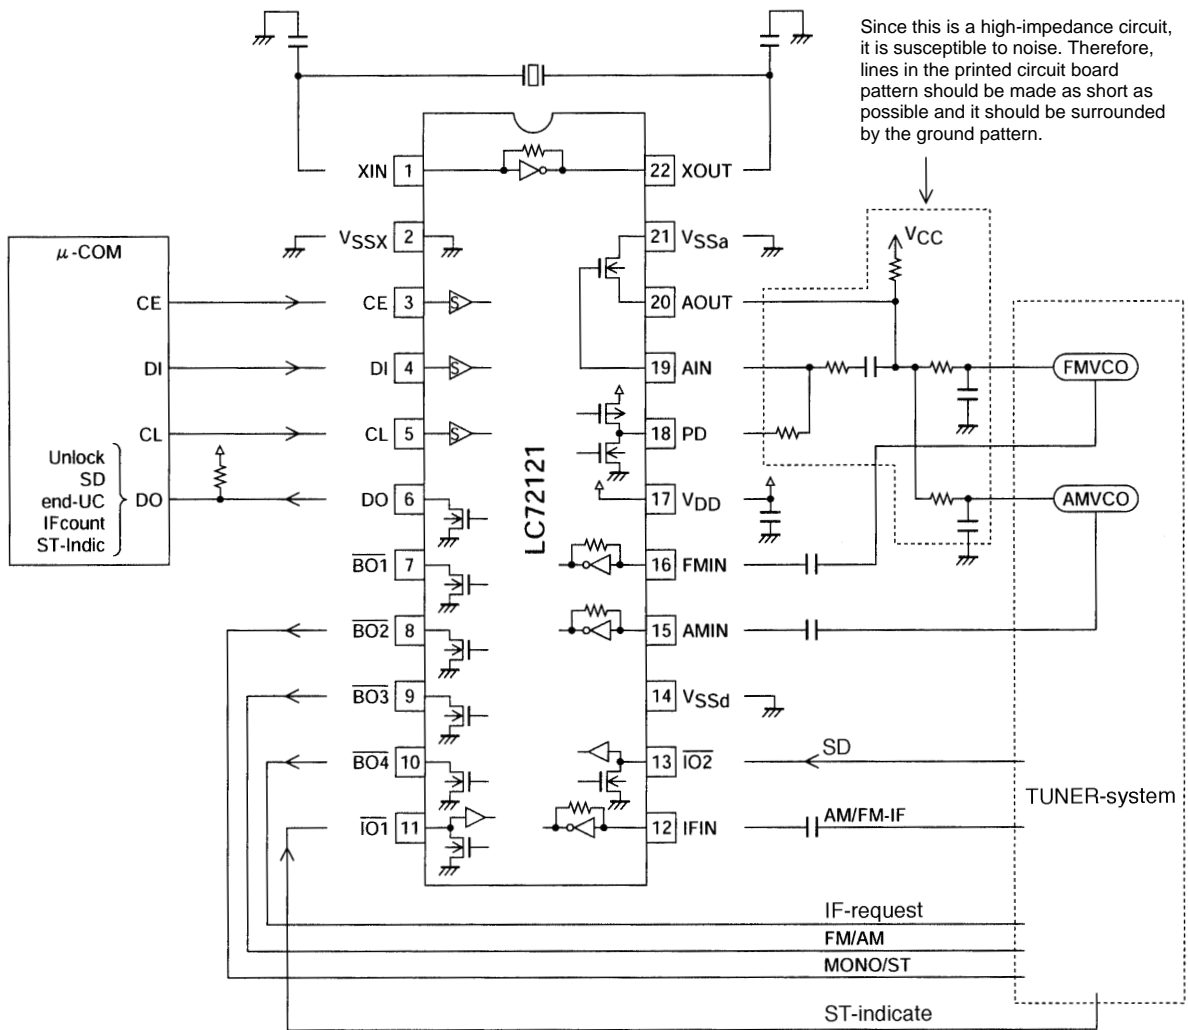 Since this is a high-impedance circuit,
it is susceptible to noise. Therefore,
lines in the printed circuit board
pattern should be made as short as
possible and it should be surrounded
by the ground pattern.
XIN 1
22 XOUT
VSSX 2
21 VSSa
VCC
μ-COM
CE
CE 3
S
20 AOUT
DI
DI 4
S
19 AIN
FMVCO
CL
CL 5
S
18 PD
Unlock
SD
end-UC
IFcount
ST-Indic
DO
DO 6
17 VDD
AMVCO
LC72121
BO1 7
16 FMIN
BO2 8
15 AMIN
BO3 9
14 VSSd
BO4 10
13 IO2
SD
TUNER-system
IO1 11
12 IFIN
AM/FM-IF
IF-request
FM/AM
MONO/ST
ST-indicate